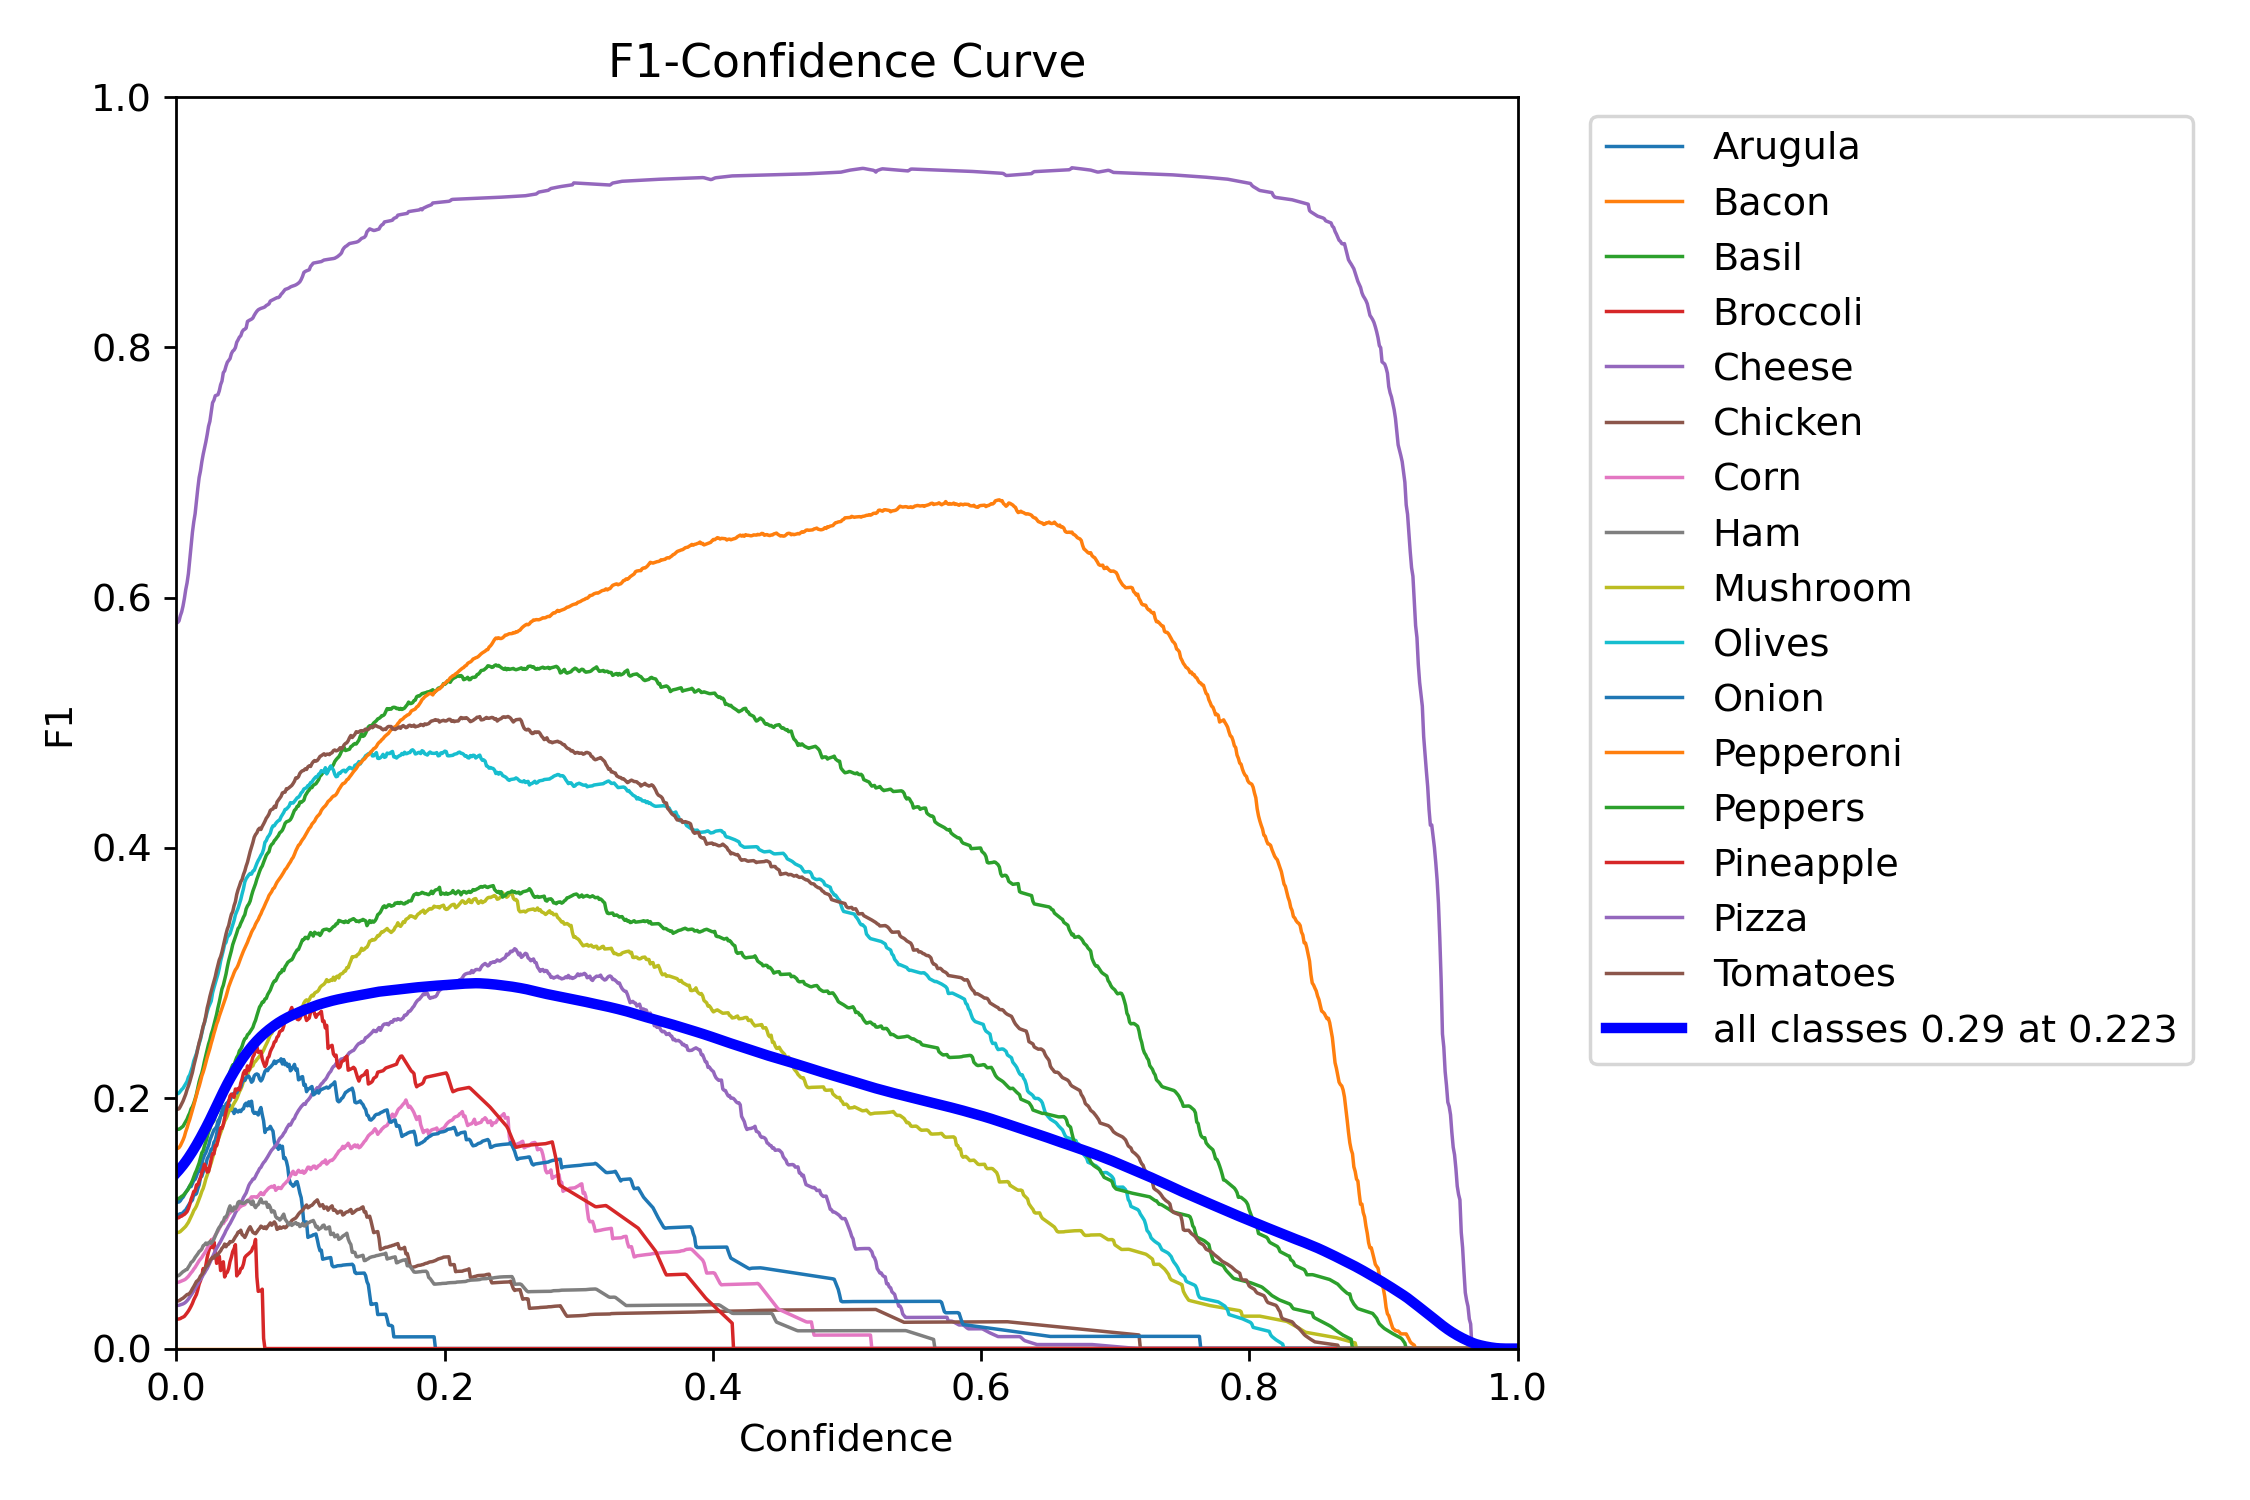 F1-Confidence Curve
1.0
0.8
0.6
0.4
0.2
0.0
F1
0.0 0.2 0.4 0.6 0.8 1.0
Confidence
Arugula
Bacon
Basil
Broccoli
Cheese
Chicken
Corn
Ham
Mushroom
Olives
Onion
Pepperoni
Peppers
Pineapple
Pizza
Tomatoes
all classes 0.29 at 0.223